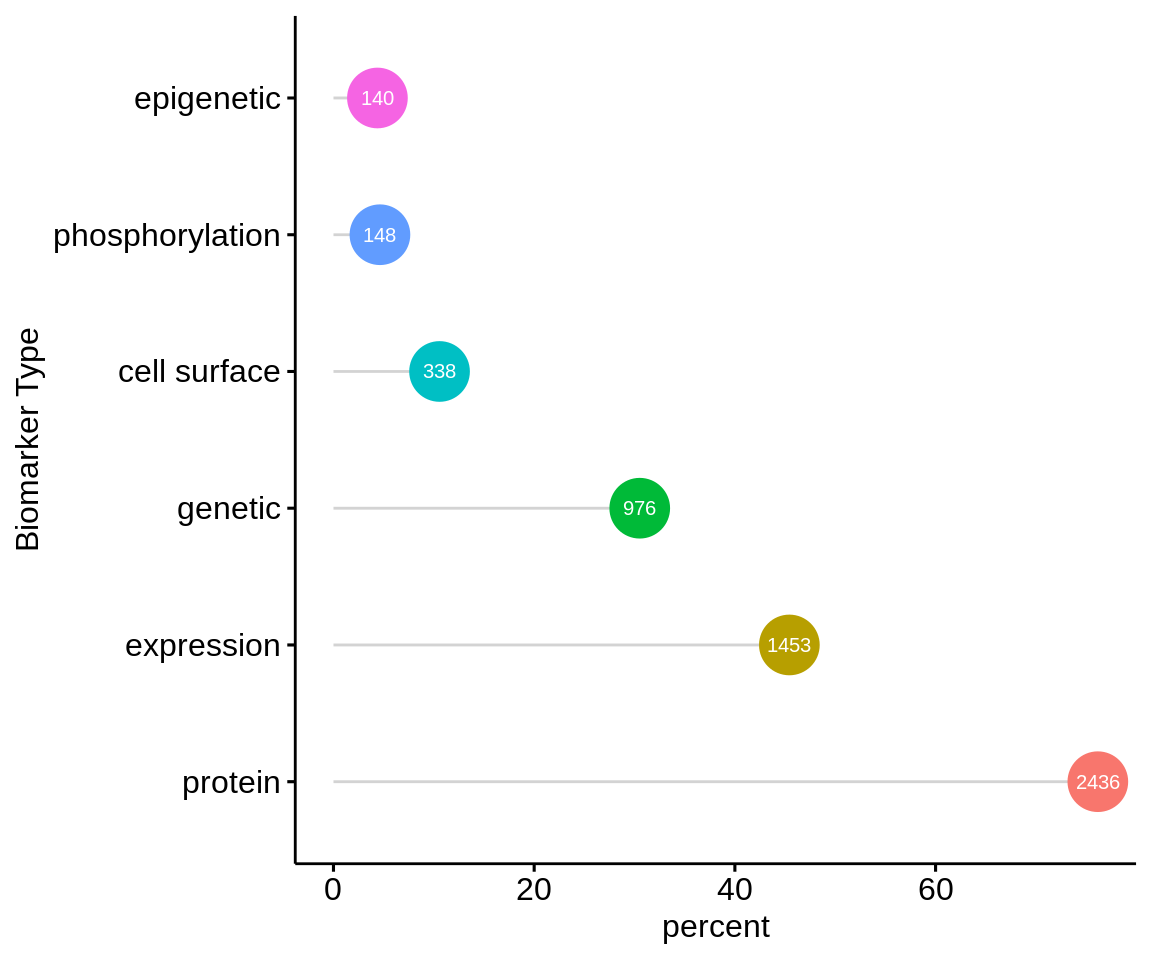 epigenetic
140
phosphorylation
148
cell surface
338
genetic
976
expression
1453
protein
2436
Biomarker Type
0 20 40 60
percent